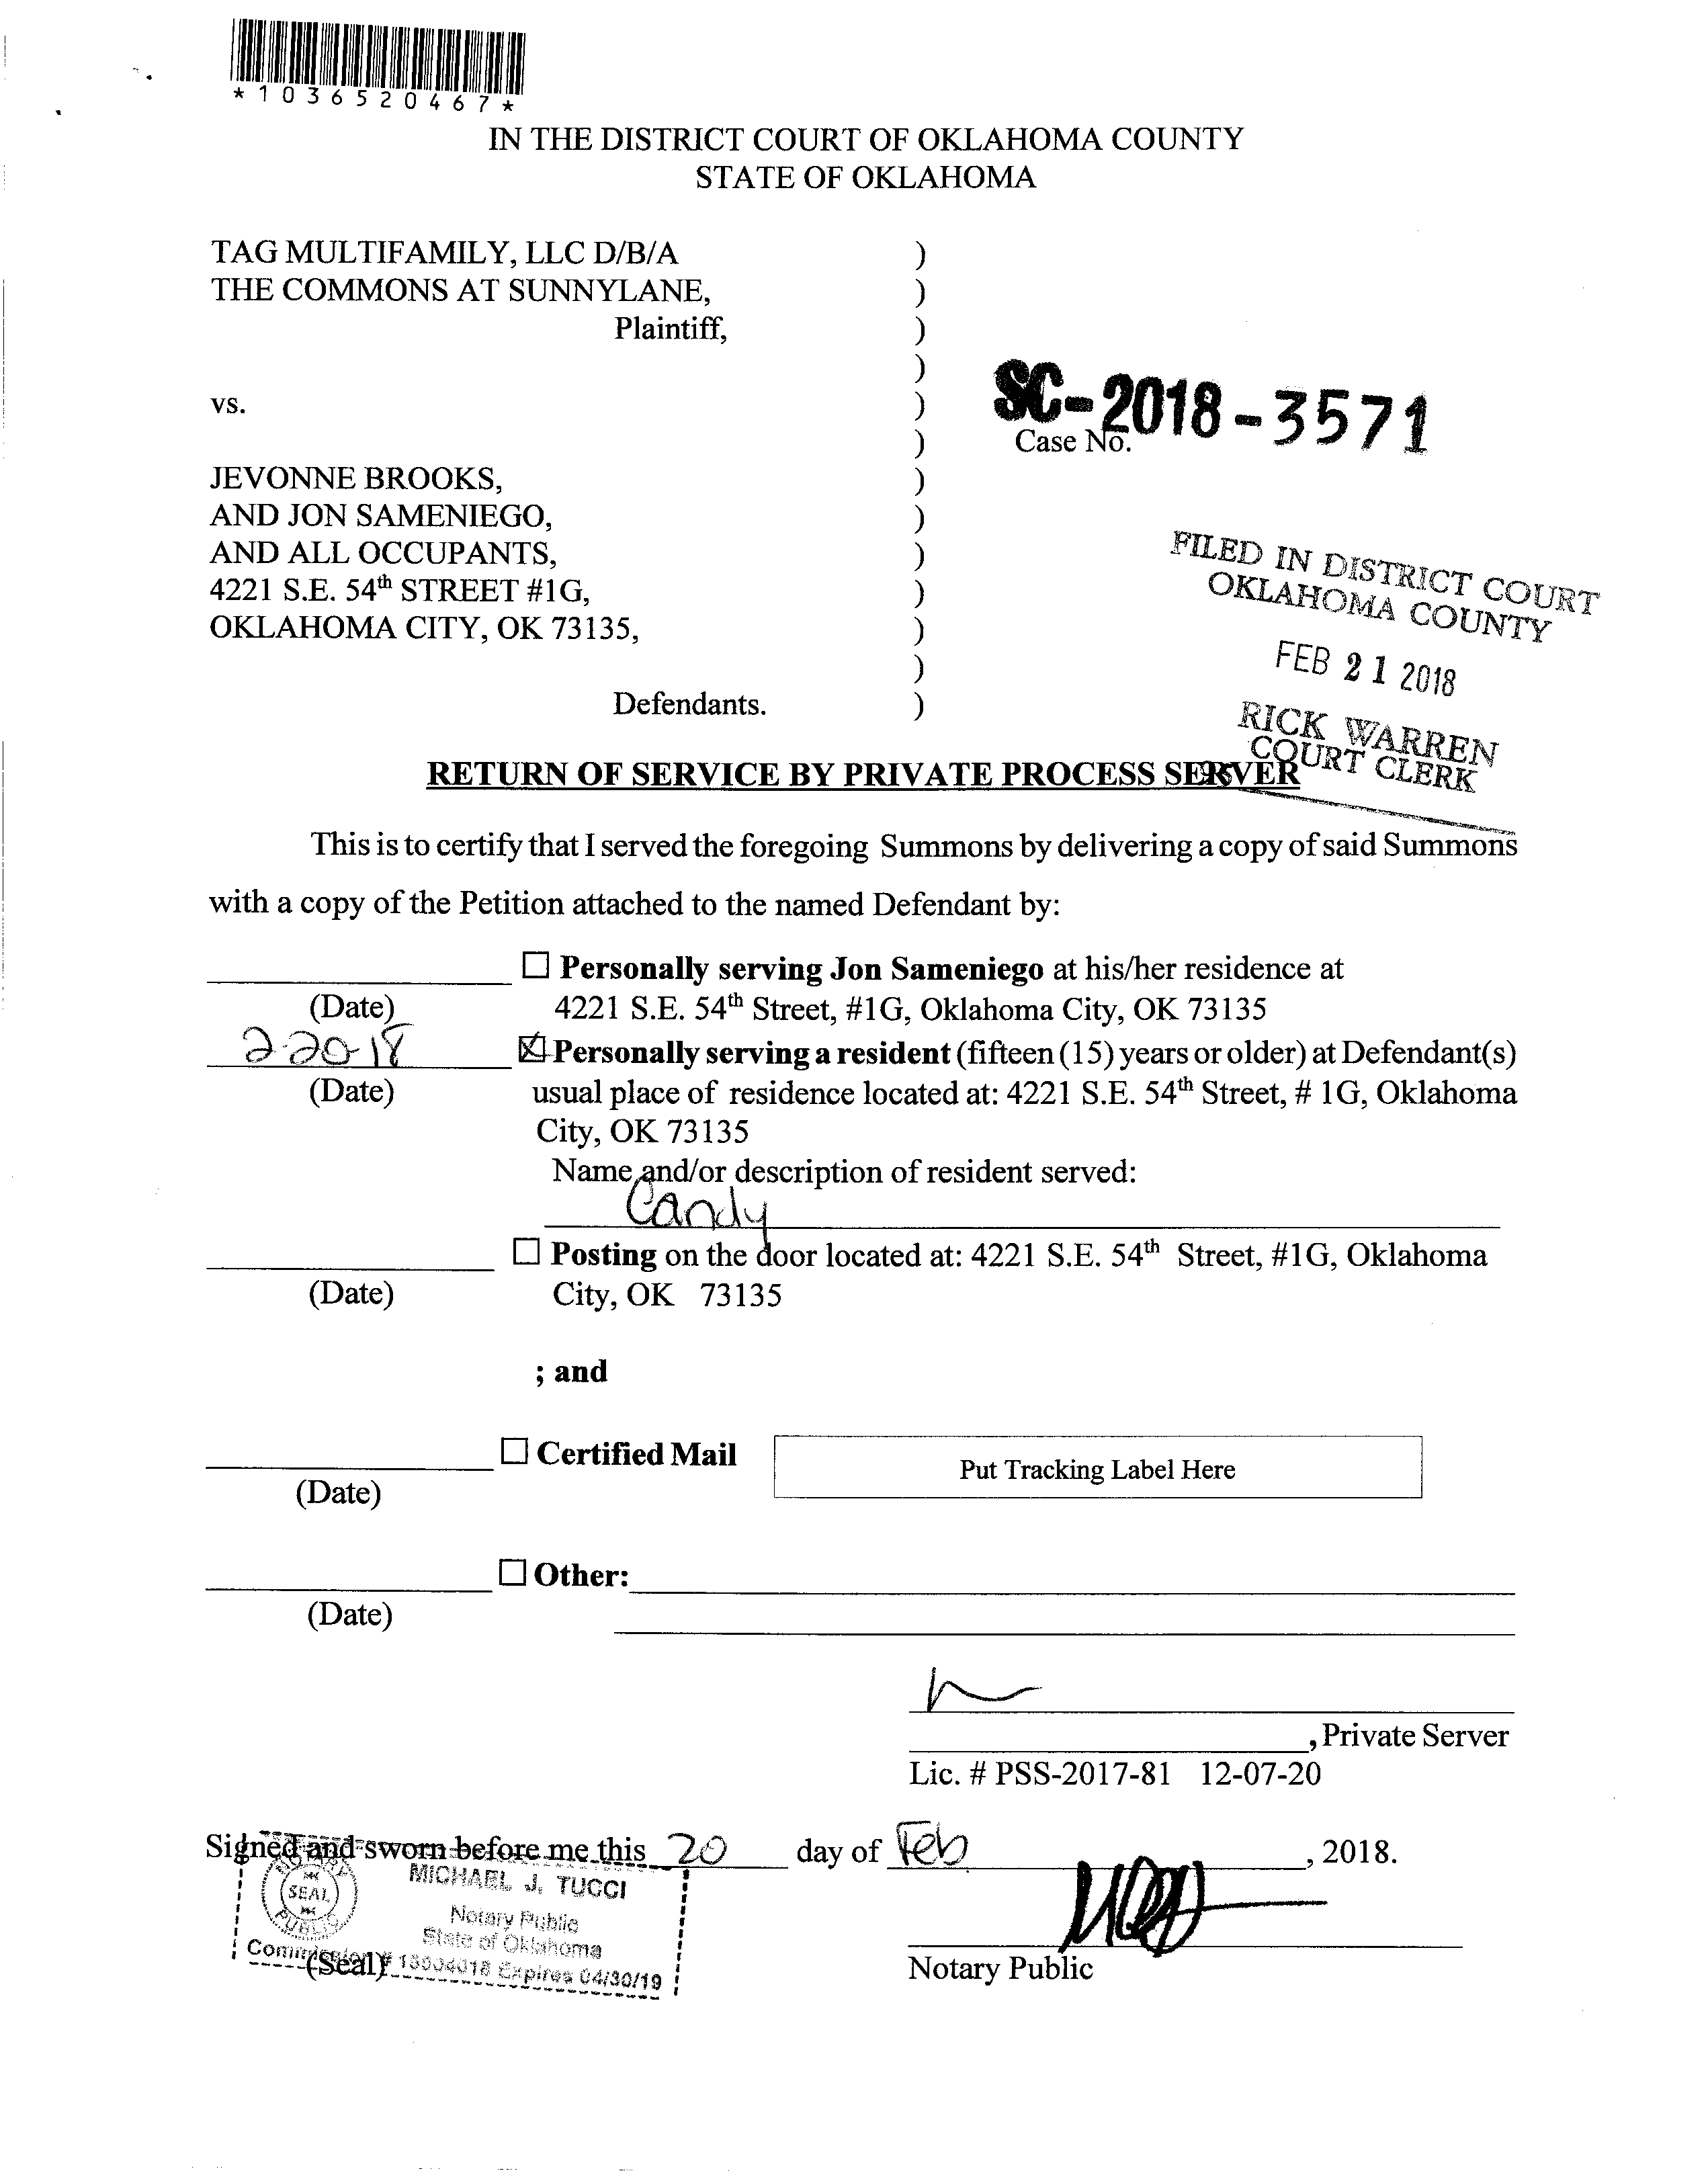 *1036520467*
IN THE DISTRICT COURT OF OKLAHOMA COUNTY
STATE OF OKLAHOMA
TAG MULTIFAMILY, LLC D/B/A )
THE COMMONS AT SUNNYLANE, )
Plaintiff, )
)
vs. )
)
SC-2018-3571
Case No.
JEVONNE BROOKS, )
AND JON SAMENIEGO, )
AND ALL OCCUPANTS, )
4221 S.E. 54th STREET #1G, )
OKLAHOMA CITY, OK 73135, )
)
Defendants. )
FILED IN DISTRICT COURT
OKLAHOMA COUNTY
FEB 21 2018
RICK WARREN
COURT CLERK
RETURN OF SERVICE BY PRIVATE PROCESS SERVER
This is to certify that I served the foregoing Summons by delivering a copy of said Summons
with a copy of the Petition attached to the named Defendant by:
☐ Personally serving Jon Sameniego at his/her residence at
(Date) 4221 S.E. 54th Street, #1G, Oklahoma City, OK 73135
2-20-18 ☒ Personally serving a resident (fifteen (15) years or older) at Defendant(s)
(Date) usual place of residence located at: 4221 S.E. 54th Street, # 1G, Oklahoma
City, OK 73135
Name and/or description of resident served:
Candy
☐ Posting on the door located at: 4221 S.E. 54th Street, #1G, Oklahoma
(Date) City, OK 73135
; and
☐ Certified Mail Put Tracking Label Here
(Date)
☐ Other:
(Date)
, Private Server
Lic. # PSS-2017-81 12-07-20
Signed and sworn before me this 20 day of Feb, 2018.
NOTARY
SEAL
PUBLIC
MICHAEL J. TUCCI
Notary Public
State of Oklahoma
Commission # Expires 04/30/19
(Seal)
Notary Public